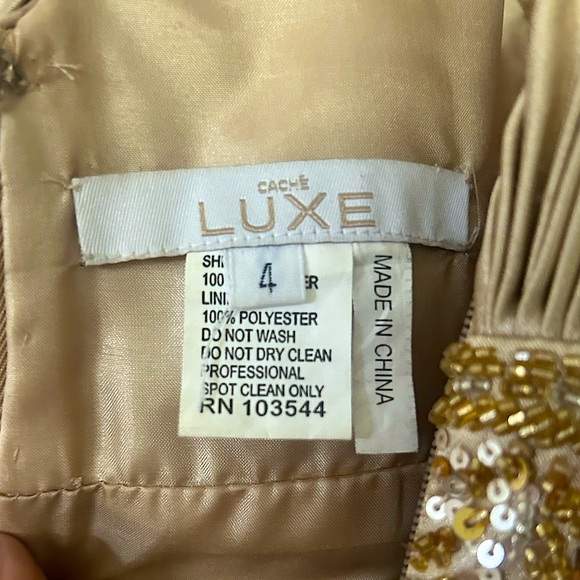 CACHÉ
LUXE
4
100
100% POLYESTER
DO NOT WASH
DO NOT DRY CLEAN
PROFESSIONAL
SPOT CLEAN ONLY
RN 103544
MADE IN CHINA